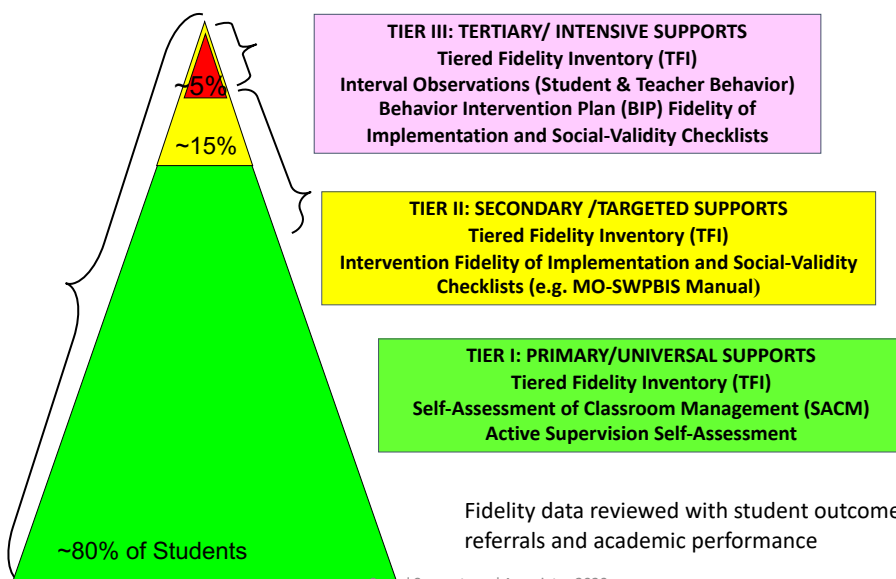 TIER III: TERTIARY/ INTENSIVE SUPPORTS
Tiered Fidelity Inventory (TFI)
Interval Observations (Student & Teacher Behavior)
Behavior Intervention Plan (BIP) Fidelity of
Implementation and Social-Validity Checklists
~5%
~15%
TIER II: SECONDARY /TARGETED SUPPORTS
Tiered Fidelity Inventory (TFI)
Intervention Fidelity of Implementation and Social-Validity
Checklists (e.g. MO-SWPBIS Manual)
TIER I: PRIMARY/UNIVERSAL SUPPORTS
Tiered Fidelity Inventory (TFI)
Self-Assessment of Classroom Management (SACM)
Active Supervision Self-Assessment
Fidelity data reviewed with student outcome
referrals and academic performance
~80% of Students